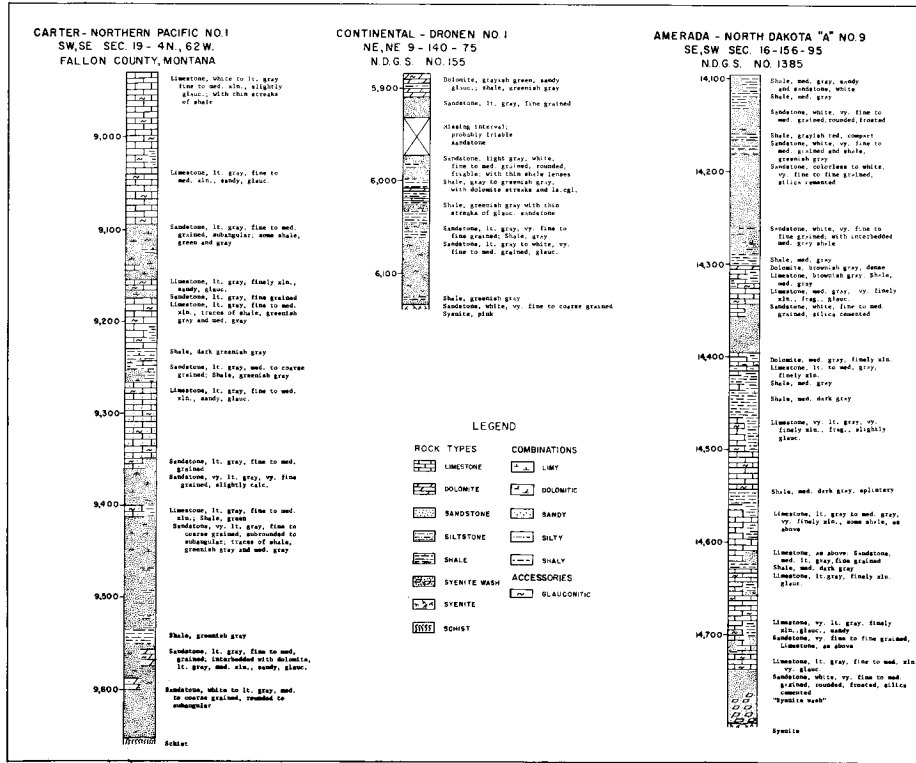 CARTER - NORTHERN PACIFIC NO. 1
SW, SE SEC. 19 - 4N., 62W.
FALLON COUNTY, MONTANA
Limestone, white to lt. gray
fine to med. xln., slightly
glauc.; with thin streaks
of shale
9,000
Limestone, lt. gray, fine to
med. xln., sandy, glauc.
9,100
Sandstone, lt. gray, fine to med.
grained, subangular; some shale,
green and gray
Limestone, lt. gray, finely xln.,
sandy, glauc.
Sandstone, lt. gray, fine grained
Limestone, lt. gray, fine to med.
xln., traces of shale, greenish
gray and med. gray
9,200
Shale, dark greenish gray
Sandstone, lt. gray, med. to coarse
grained; Shale, greenish gray
Limestone, lt. gray, fine to med.
xln., sandy, glauc.
9,300
Sandstone, lt. gray, fine to med.
grained
Sandstone, vy. lt. gray, vy. fine
grained, slightly calc.
9,400
Limestone, lt. gray, fine to med.
xln.; Shale, green
Sandstone, vy. lt. gray, fine to
coarse grained, subrounded to
subangular; traces of shale,
greenish gray and med. gray
9,500
Shale, greenish gray
Sandstone, lt. gray, fine to med.
grained; interbedded with dolomite,
lt. gray, med. xln., sandy, glauc.
9,600
Sandstone, white to lt. gray, med.
to coarse grained, rounded to
subangular
Schist
CONTINENTAL - DRONEN NO. 1
NE, NE 9 - 140 - 75
N.D.G.S. NO. 155
5,900
Dolomite, grayish green, sandy
glauc.; shale, greenish gray
Sandstone, lt. gray, fine grained
Missing interval;
probably friable
sandstone
Sandstone, light gray, white,
fine to med. grained, rounded,
friable; with thin shale lenses
6,000
Shale, gray to greenish gray,
with dolomite streaks and ls.cgl.
Shale, greenish gray with thin
streaks of glauc. sandstone
Sandstone, lt. gray, vy. fine to
fine grained; Shale, gray
Sandstone, lt. gray to white, vy.
fine to med. grained, glauc.
6,100
Shale, greenish gray
Sandstone, white, vy. fine to coarse grained
Syenite, pink
LEGEND
ROCK TYPES
LIMESTONE
DOLOMITE
SANDSTONE
SILTSTONE
SHALE
SYENITE WASH
SYENITE
SCHIST
COMBINATIONS
LIMY
DOLOMITIC
SANDY
SILTY
SHALY
ACCESSORIES
GLAUCONITIC
AMERADA - NORTH DAKOTA "A" NO. 9
SE, SW SEC. 16-156-95
N.D.G.S. NO. 1385
14,100
Shale, med. gray, sandy
and sandstone, white
Shale, med. gray
Sandstone, white, vy. fine to
med. grained, rounded, frosted
Shale, grayish red, compact
Sandstone, white, vy. fine to
med. grained and shale,
greenish gray
14,200
Sandstone, colorless to white,
vy. fine to fine grained,
silica cemented
Sandstone, white, vy. fine to
fine grained, with interbedded
med. gray shale
Shale, med. gray
14,300
Dolomite, brownish gray, dense
Limestone, brownish gray, Shale,
med. gray
Limestone, med. gray, vy. finely
xln., frag., glauc.
Sandstone, white, fine to med.
grained, silica cemented
14,400
Dolomite, med. gray, finely xln.
Limestone, lt. to med. gray,
finely xln.
Shale, med. gray
Shale, med. dark gray
Limestone, vy. lt. gray, vy.
finely xln., frag., slightly
glauc.
14,500
Shale, med. dark gray, splintery
Limestone, lt. gray to med. gray,
vy. finely xln., some shale, as
above
14,600
Limestone, as above; Sandstone,
med. lt. gray, fine grained
Shale, med. dark gray
Limestone, lt. gray, finely xln.
glauc.
Limestone, vy. lt. gray, finely
xln., glauc., sandy
14,700
Sandstone, vy. fine to fine grained,
Limestone, as above
Limestone, lt. gray, fine to med. xln.
vy. glauc.
Sandstone, white, vy. fine to med.
grained, rounded, frosted, silica
cemented
"Syenite wash"
Syenite